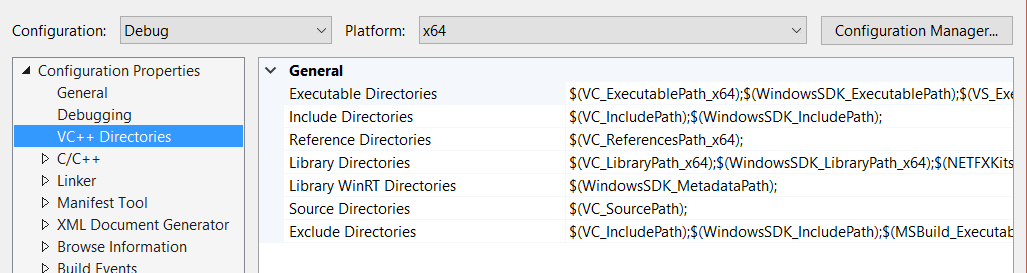 Configuration: Debug Platform: x64 Configuration Manager...
Configuration Properties
General
Debugging
VC++ Directories
C/C++
Linker
Manifest Tool
XML Document Generator
Browse Information
Build Events
General
Executable Directories $(VC_ExecutablePath_x64);$(WindowsSDK_ExecutablePath);$(VS_Exe
Include Directories $(VC_IncludePath);$(WindowsSDK_IncludePath);
Reference Directories $(VC_ReferencesPath_x64);
Library Directories $(VC_LibraryPath_x64);$(WindowsSDK_LibraryPath_x64);$(NETFXKits
Library WinRT Directories $(WindowsSDK_MetadataPath);
Source Directories $(VC_SourcePath);
Exclude Directories $(VC_IncludePath);$(WindowsSDK_IncludePath);$(MSBuild_Executab